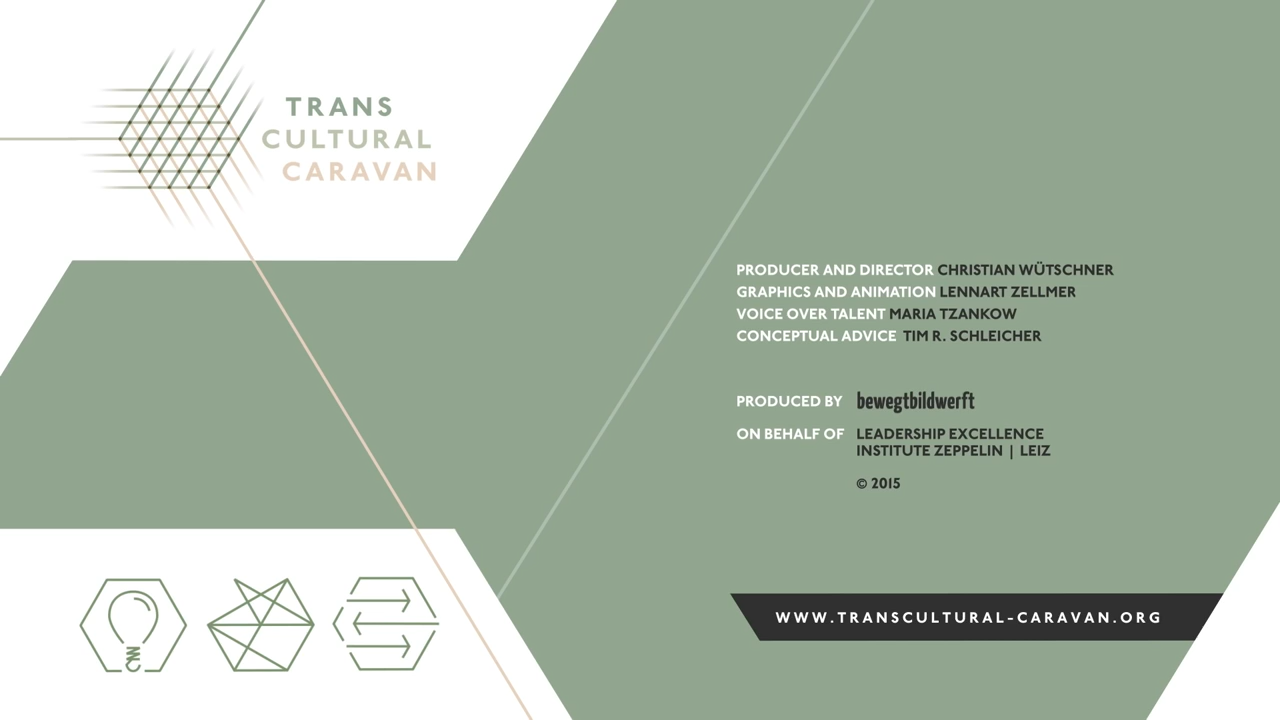 TRANS
CULTURAL
CARAVAN
PRODUCER AND DIRECTOR CHRISTIAN WÜTSCHNER
GRAPHICS AND ANIMATION LENNART ZELLMER
VOICE OVER TALENT MARIA TZANKOW
CONCEPTUAL ADVICE TIM R. SCHLEICHER
PRODUCED BY bewegtbildwerft
ON BEHALF OF LEADERSHIP EXCELLENCE
INSTITUTE ZEPPELIN | LEIZ
© 2015
WWW.TRANSCULTURAL-CARAVAN.ORG